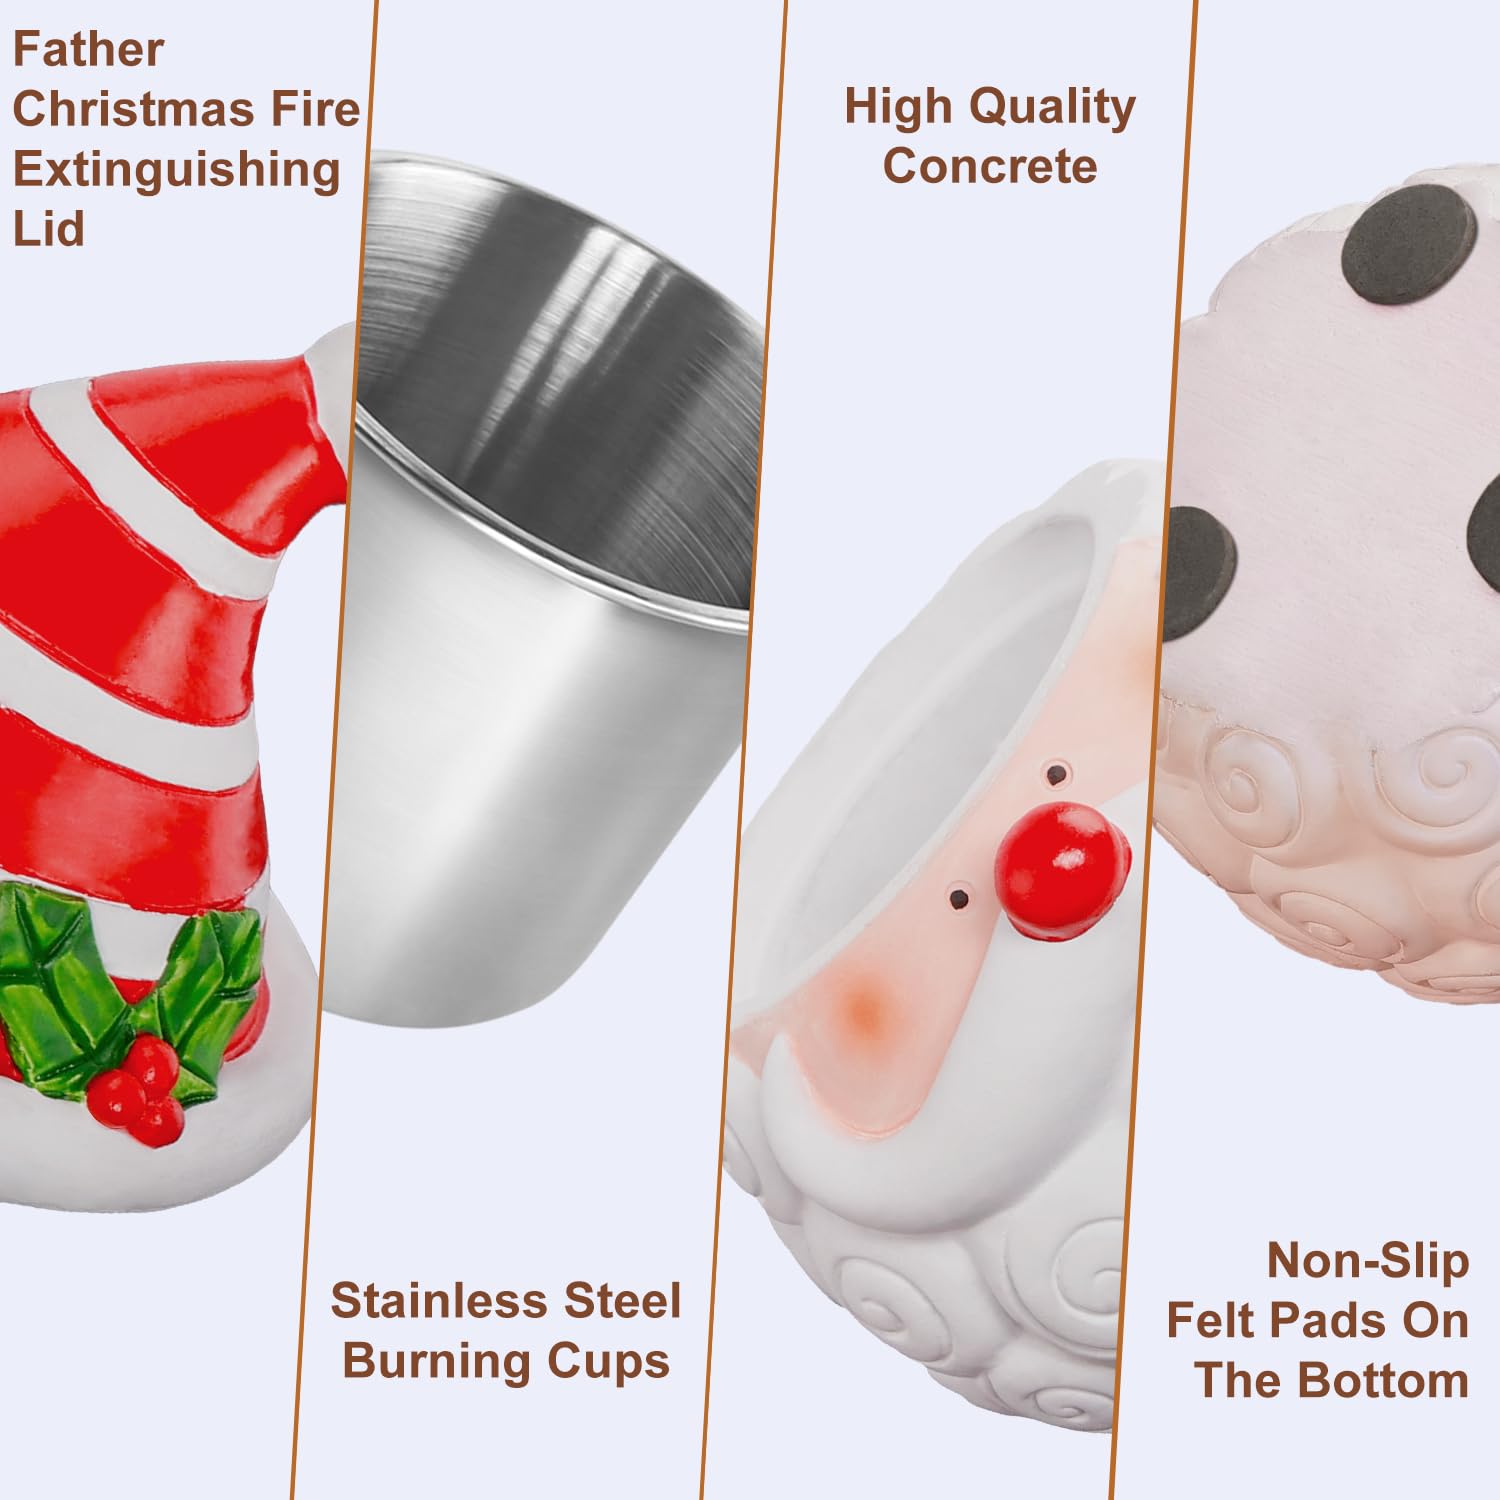 Father
Christmas Fire
Extinguishing
Lid
Stainless Steel
Burning Cups
High Quality
Concrete
Non-Slip
Felt Pads On
The Bottom